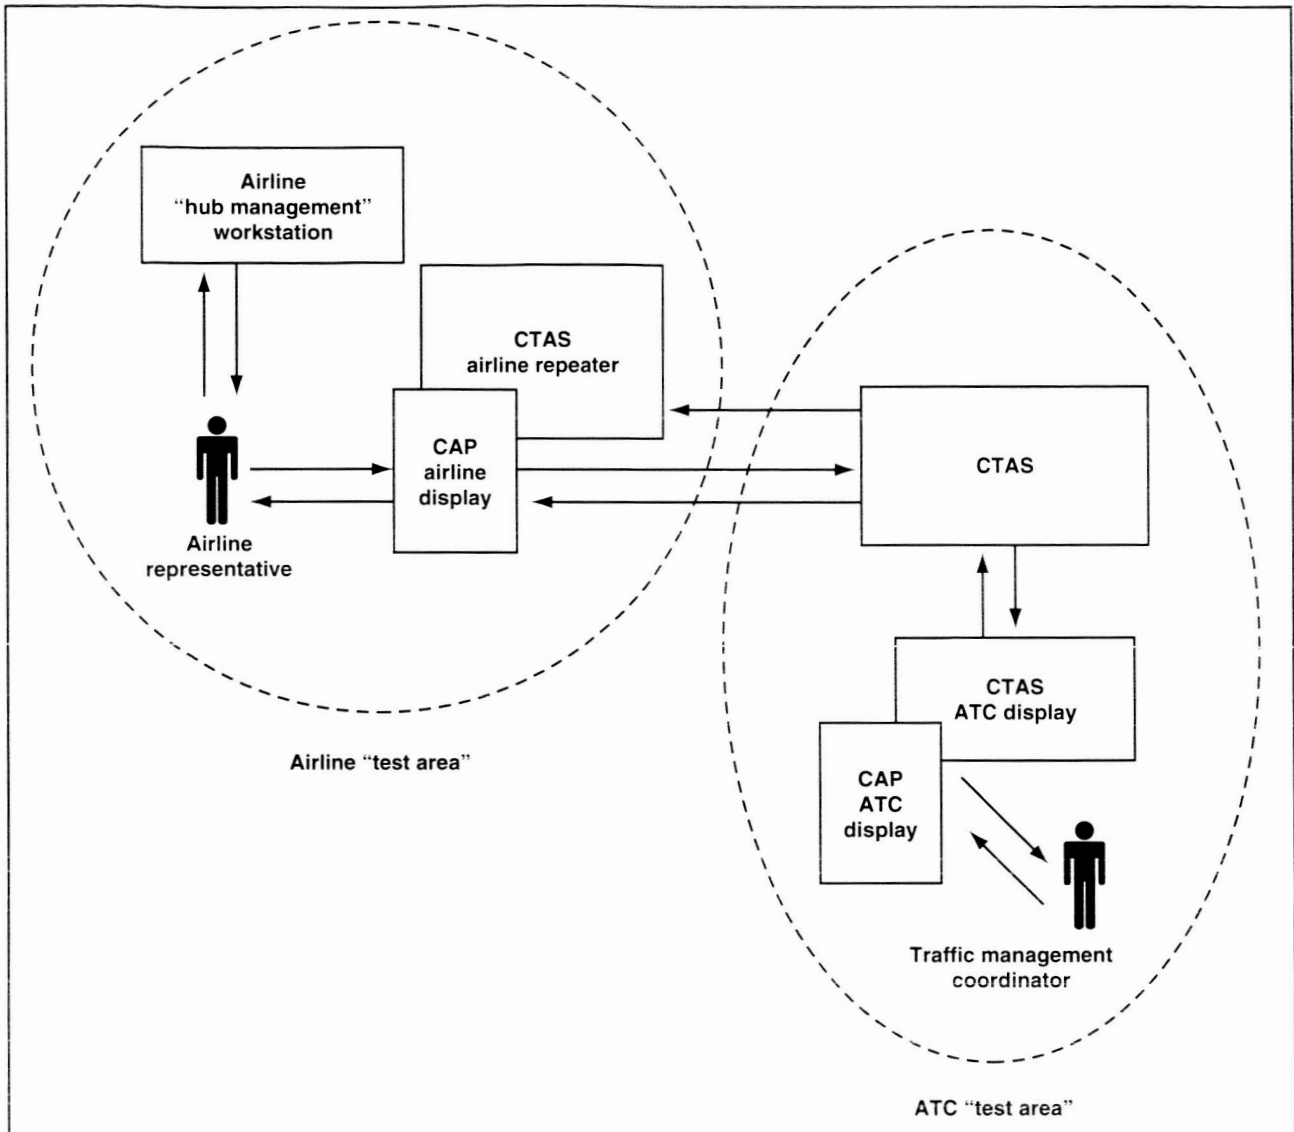 Airline
“hub management”
workstation
CTAS
airline repeater
CAP
airline
display
Airline
representative
Airline “test area”
CTAS
CTAS
ATC display
CAP
ATC
display
Traffic management
coordinator
ATC “test area”